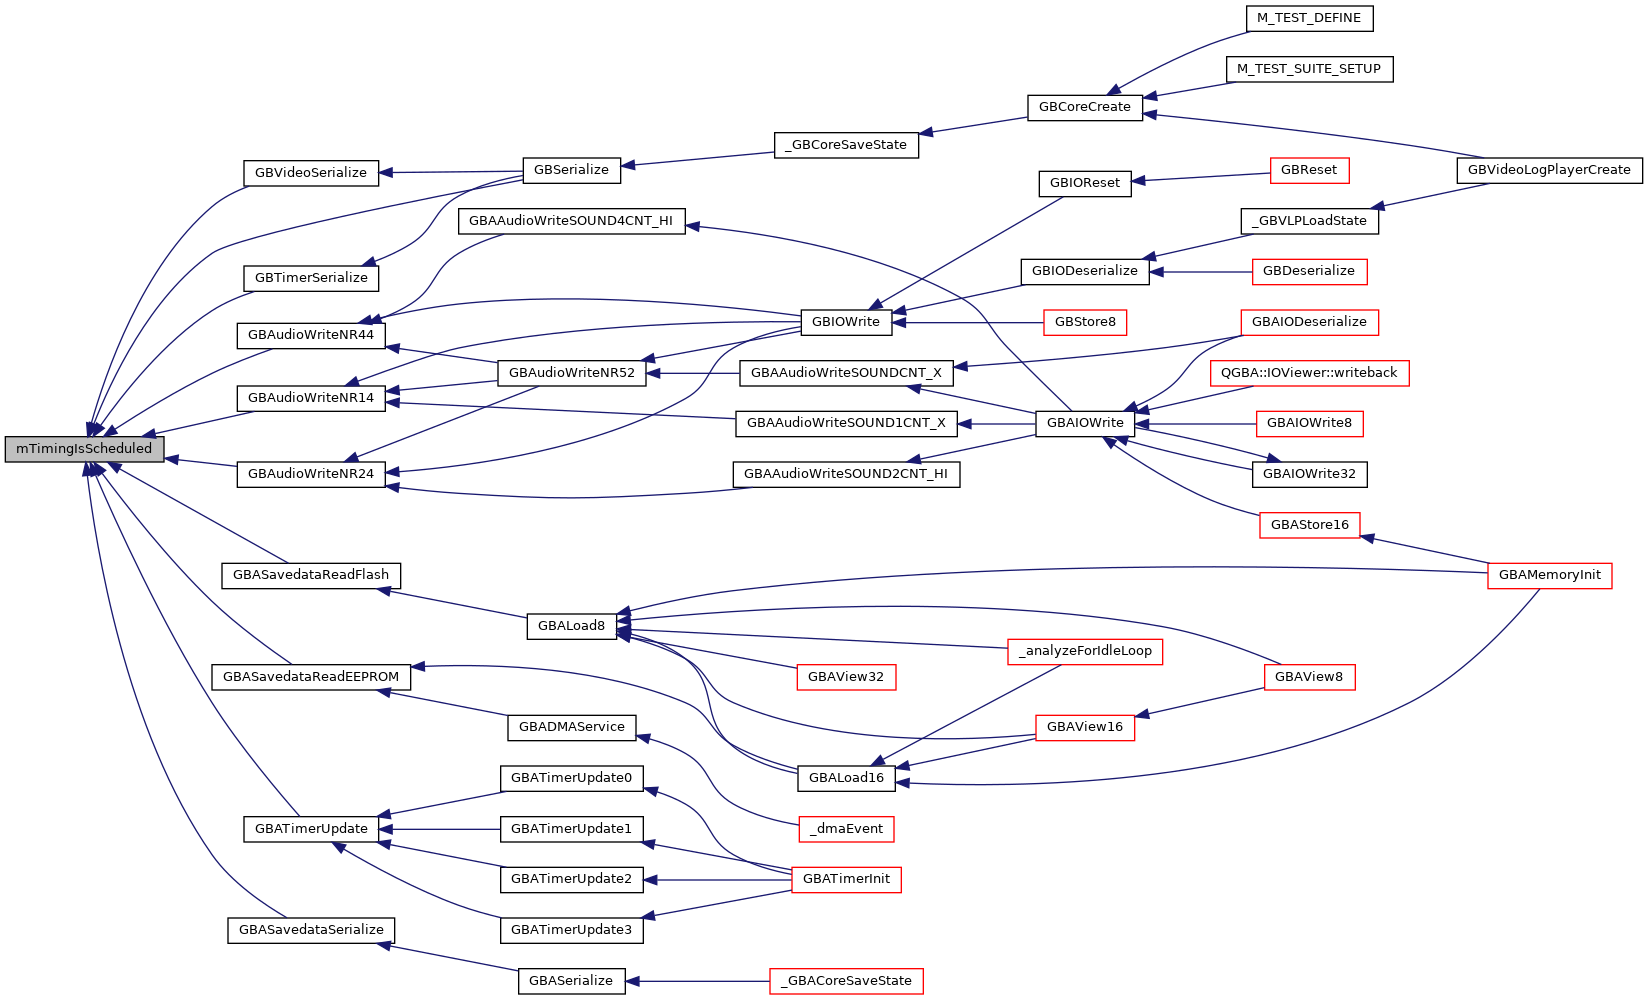 M_TEST_DEFINE
M_TEST_SUITE_SETUP
GBCoreCreate
_GBCoreSaveState
GBVideoSerialize
GBSerialize
GBVideoLogPlayerCreate
GBReset
GBIOReset
GBAAudioWriteSOUND4CNT_HI
_GBVLPLoadState
GBTimerSerialize
GBIODeserialize
GBDeserialize
GBAudioWriteNR44
GBIOWrite
GBStore8
GBAIODeserialize
GBAudioWriteNR52
GBAAudioWriteSOUNDCNT_X
QGBA::IOViewer::writeback
GBAudioWriteNR14
GBAAudioWriteSOUND1CNT_X
GBAIOWrite
GBAIOWrite8
mTimingIsScheduled
GBAudioWriteNR24
GBAAudioWriteSOUND2CNT_HI
GBAIOWrite32
GBAStore16
GBASavedataReadFlash
GBAMemoryInit
GBALoad8
_analyzeForIdleLoop
GBASavedataReadEEPROM
GBAView32
GBAView8
GBADMAService
GBAView16
GBATimerUpdate0
GBALoad16
GBATimerUpdate
GBATimerUpdate1
_dmaEvent
GBATimerUpdate2
GBATimerInit
GBASavedataSerialize
GBATimerUpdate3
GBASerialize
_GBACoreSaveState